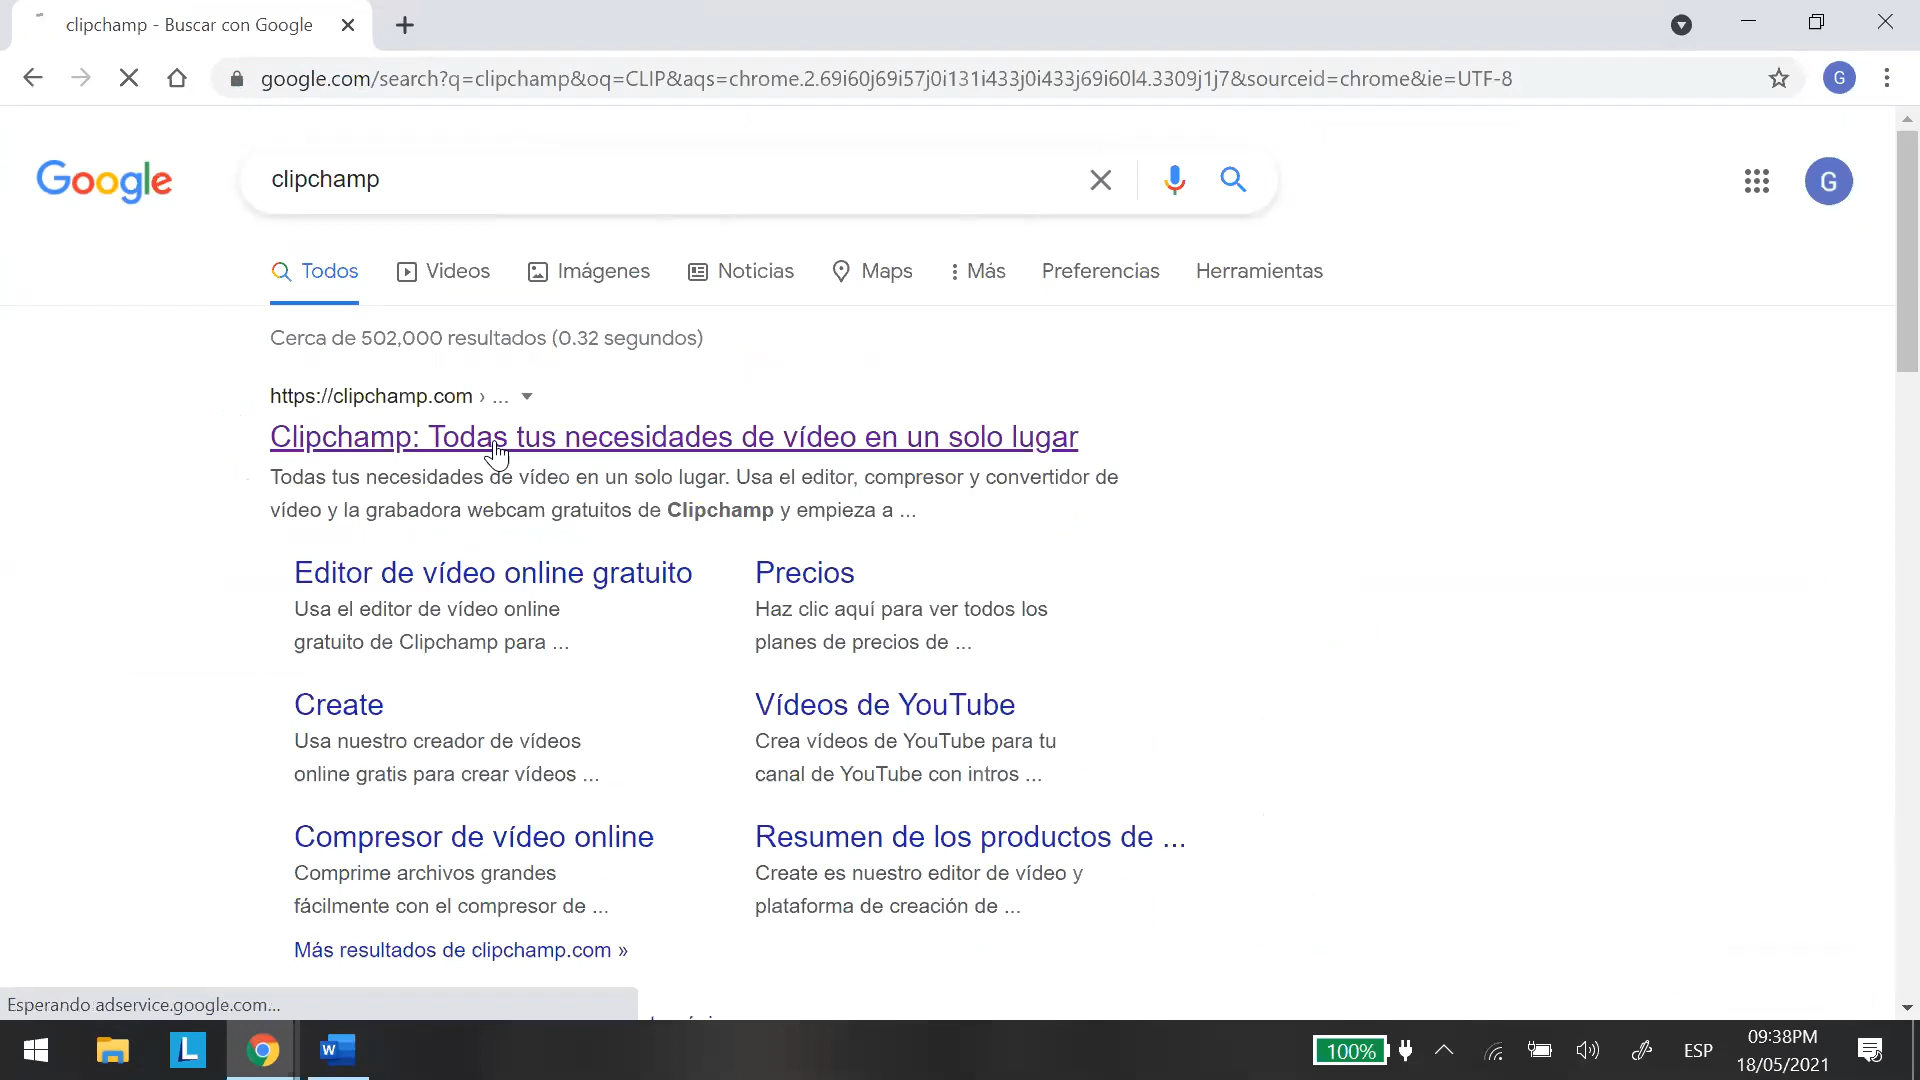 clipchamp - Buscar con Google
google.com/search?q=clipchamp&oq=CLIP&aqs=chrome.2.69i60j69i57j0i131i433j0i433j69i60l4.3309j1j7&sourceid=chrome&ie=UTF-8
G
Google
clipchamp
G
Todos
Videos
Imágenes
Noticias
Maps
Más
Preferencias
Herramientas
Cerca de 502,000 resultados (0.32 segundos)
https://clipchamp.com › ...
Clipchamp: Todas tus necesidades de vídeo en un solo lugar
Todas tus necesidades de vídeo en un solo lugar. Usa el editor, compresor y convertidor de
vídeo y la grabadora webcam gratuitos de Clipchamp y empieza a ...
Editor de vídeo online gratuito
Usa el editor de vídeo online
gratuito de Clipchamp para ...
Precios
Haz clic aquí para ver todos los
planes de precios de ...
Create
Usa nuestro creador de vídeos
online gratis para crear vídeos ...
Vídeos de YouTube
Crea vídeos de YouTube para tu
canal de YouTube con intros ...
Compresor de vídeo online
Comprime archivos grandes
fácilmente con el compresor de ...
Resumen de los productos de ...
Create es nuestro editor de vídeo y
plataforma de creación de ...
Más resultados de clipchamp.com »
Esperando adservice.google.com...
L
W
100%
ESP
09:38PM
18/05/2021